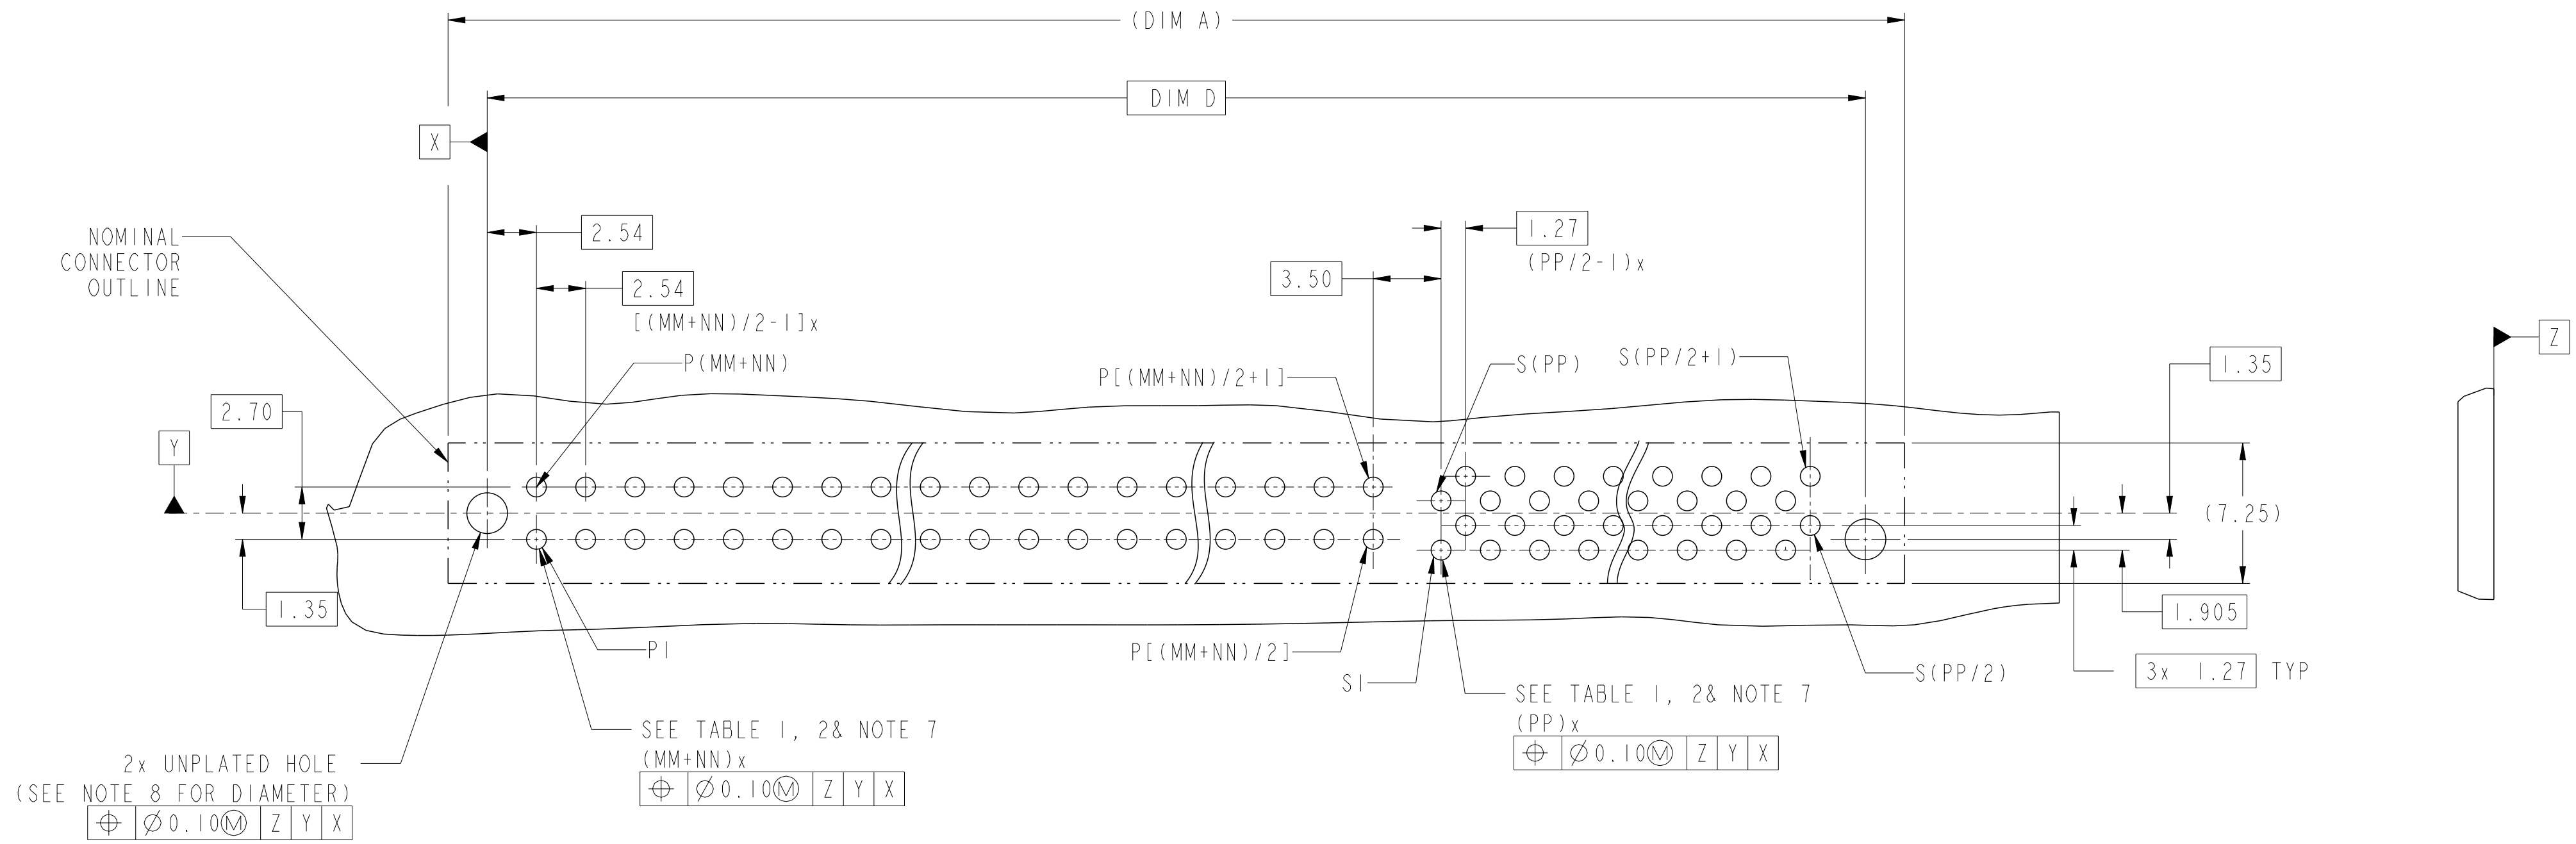 (DIM A)
DIM D
X
2.54
1.27
(PP/2-1)x
NOMINAL
CONNECTOR
OUTLINE
2.54
[(MM+NN)/2-1]x
3.50
Z
P(MM+NN)
P[(MM+NN)/2+1]
S(PP)
S(PP/2+1)
1.35
2.70
Y
(7.25)
1.35
1.905
P1
P[(MM+NN)/2]
S1
S(PP/2)
3x 1.27 TYP
SEE TABLE 1, 2& NOTE 7
(PP)x
⌖ Ø0.10Ⓜ Z Y X
SEE TABLE 1, 2& NOTE 7
(MM+NN)x
⌖ Ø0.10Ⓜ Z Y X
2x UNPLATED HOLE
(SEE NOTE 8 FOR DIAMETER)
⌖ Ø0.10Ⓜ Z Y X